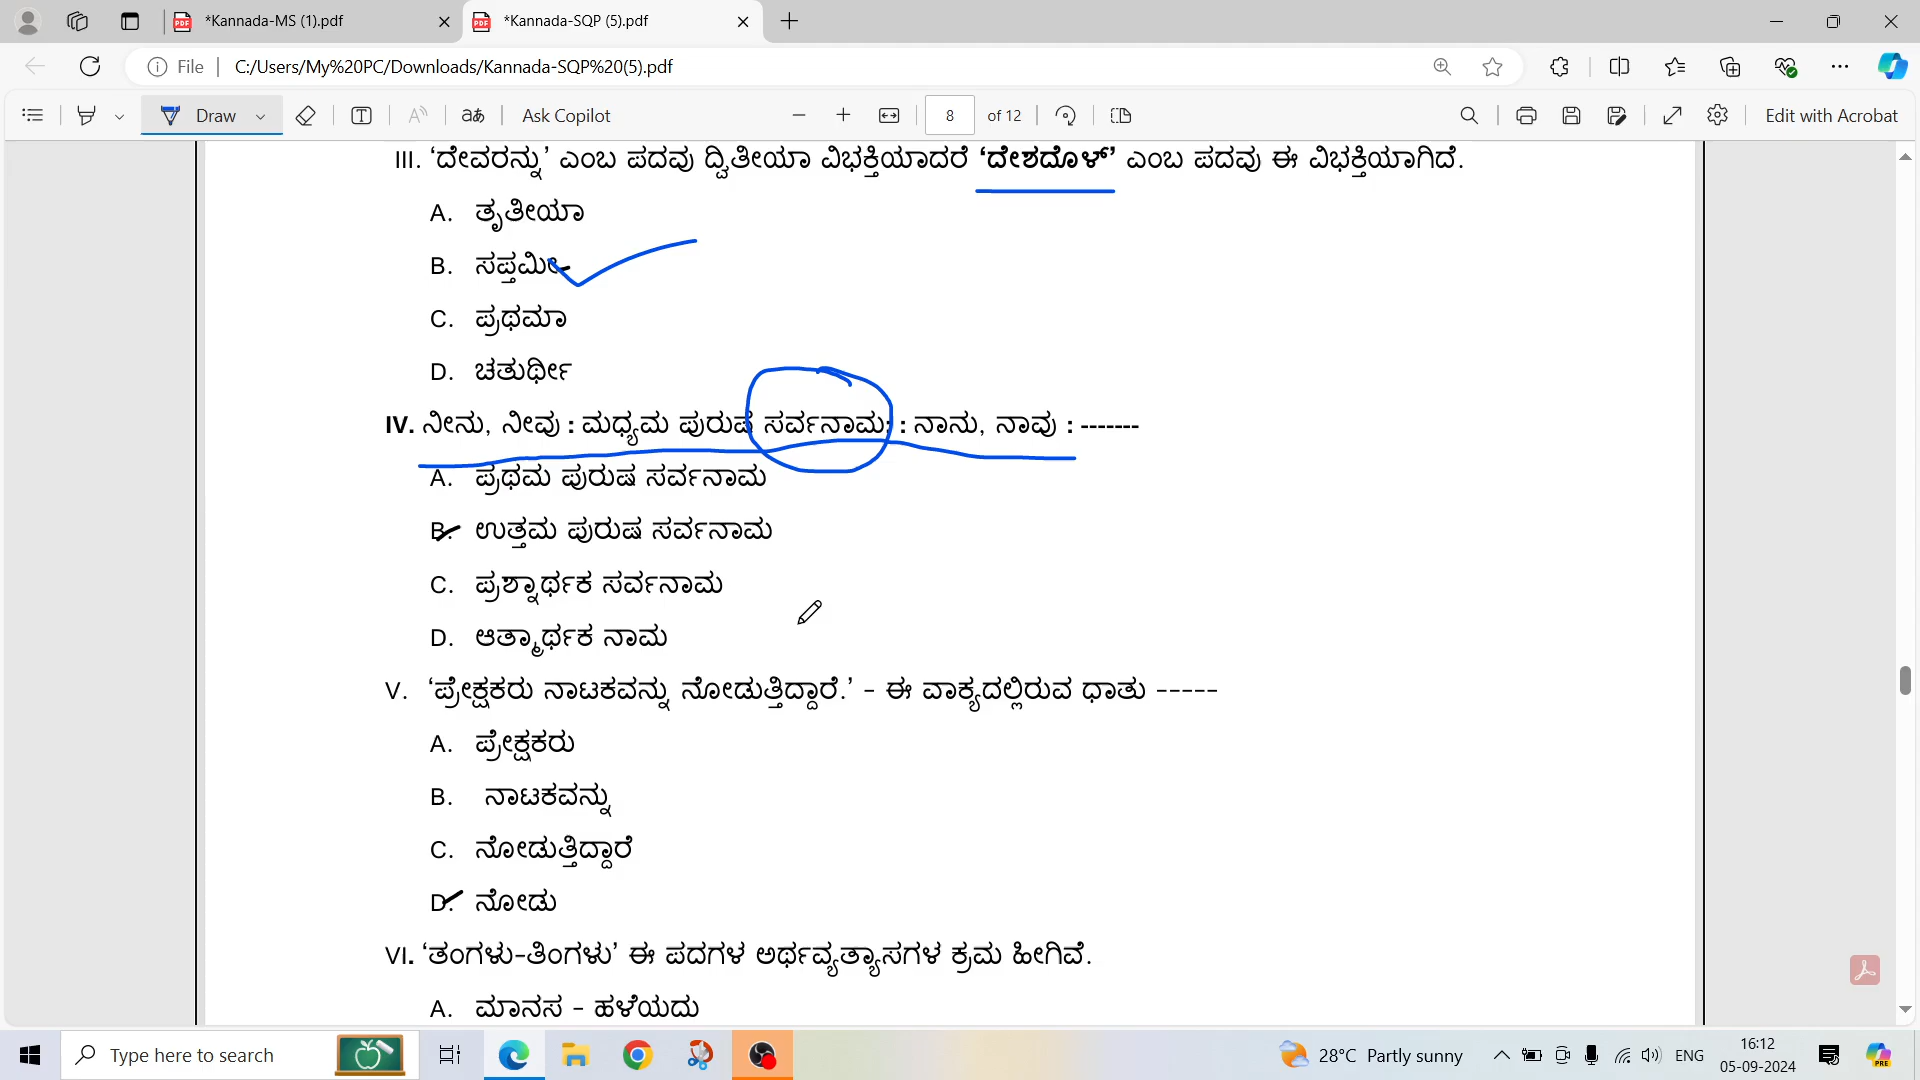 *Kannada-MS (1).pdf
*Kannada-SQP (5).pdf
File C:/Users/My%20PC/Downloads/Kannada-SQP%20(5).pdf
Draw aあ Ask Copilot 8 of 12 Edit with Acrobat
III. ‘ದೇವರನ್ನು’ ಎಂಬ ಪದವು ದ್ವಿತೀಯಾ ವಿಭಕ್ತಿಯಾದರೆ ‘ದೇಶದೊಳ್’ ಎಂಬ ಪದವು ಈ ವಿಭಕ್ತಿಯಾಗಿದೆ.
A. ತೃತೀಯಾ
B. ಸಪ್ತಮೀ
C. ಪ್ರಥಮಾ
D. ಚತುರ್ಥೀ
IV. ನೀನು, ನೀವು : ಮಧ್ಯಮ ಪುರುಷ ಸರ್ವನಾಮ: : ನಾನು, ನಾವು : -------
A. ಪ್ರಥಮ ಪುರುಷ ಸರ್ವನಾಮ
B. ಉತ್ತಮ ಪುರುಷ ಸರ್ವನಾಮ
C. ಪ್ರಶ್ನಾರ್ಥಕ ಸರ್ವನಾಮ
D. ಆತ್ಮಾರ್ಥಕ ನಾಮ
V. ‘ಪ್ರೇಕ್ಷಕರು ನಾಟಕವನ್ನು ನೋಡುತ್ತಿದ್ದಾರೆ.’ - ಈ ವಾಕ್ಯದಲ್ಲಿರುವ ಧಾತು -----
A. ಪ್ರೇಕ್ಷಕರು
B. ನಾಟಕವನ್ನು
C. ನೋಡುತ್ತಿದ್ದಾರೆ
D. ನೋಡು
VI. ‘ತಂಗಳು-ತಿಂಗಳು’ ಈ ಪದಗಳ ಅರ್ಥವ್ಯತ್ಯಾಸಗಳ ಕ್ರಮ ಹೀಗಿವೆ.
A. ಮಾನಸ - ಹಳೆಯದು
Type here to search 28°C Partly sunny ENG 16:12
05-09-2024